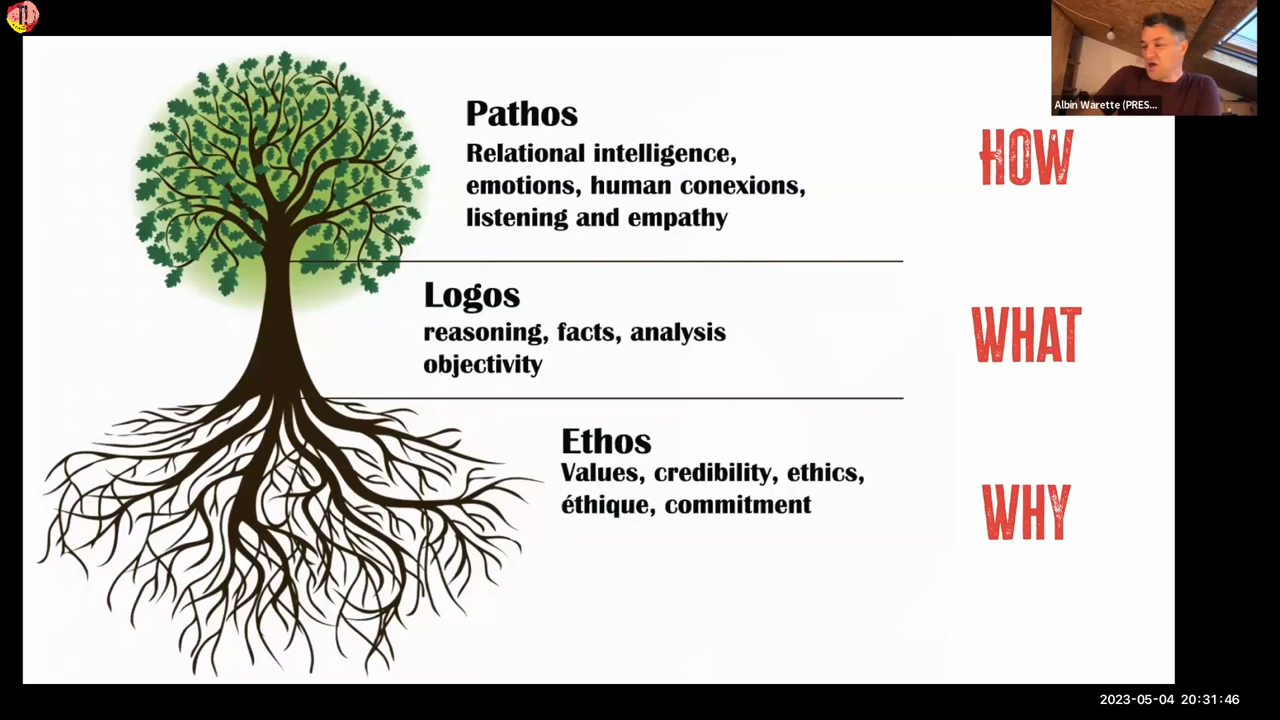 Pathos
Relational intelligence,
emotions, human conexions,
listening and empathy
HOW
Logos
reasoning, facts, analysis
objectivity
WHAT
Ethos
Values, credibility, ethics,
éthique, commitment
WHY
Albin Warette (PRES...
2023-05-04 20:31:46